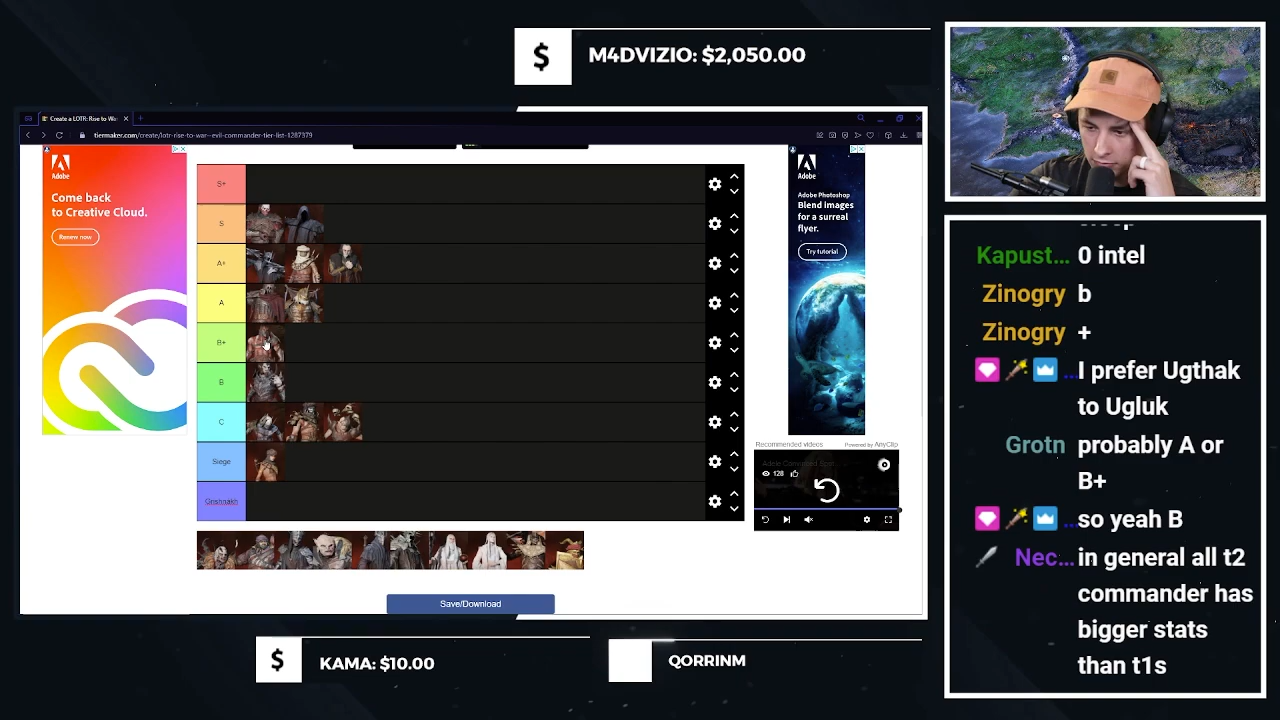 $
M4DVIZIO: $2,050.00
Create a LOTR: Rise to Wa
tiermaker.com/create/lotr-rise-to-war--evil-commander-tier-list-1287379
Adobe
Come back
to Creative Cloud.
Renew now
S+
S
A+
A
B+
B
C
Siege
Grishnakh
Adobe
Adobe Photoshop
Blend images
for a surreal
flyer.
Try tutorial
Recommended videos
Powered by AnyClip
128
Save/Download
Kapust... 0 intel
Zinogry b
Zinogry +
... I prefer Ugthak
to Ugluk
Grotn probably A or
B+
... so yeah B
Nec... in general all t2
commander has
bigger stats
than t1s
$
KAMA: $10.00
QORRINM